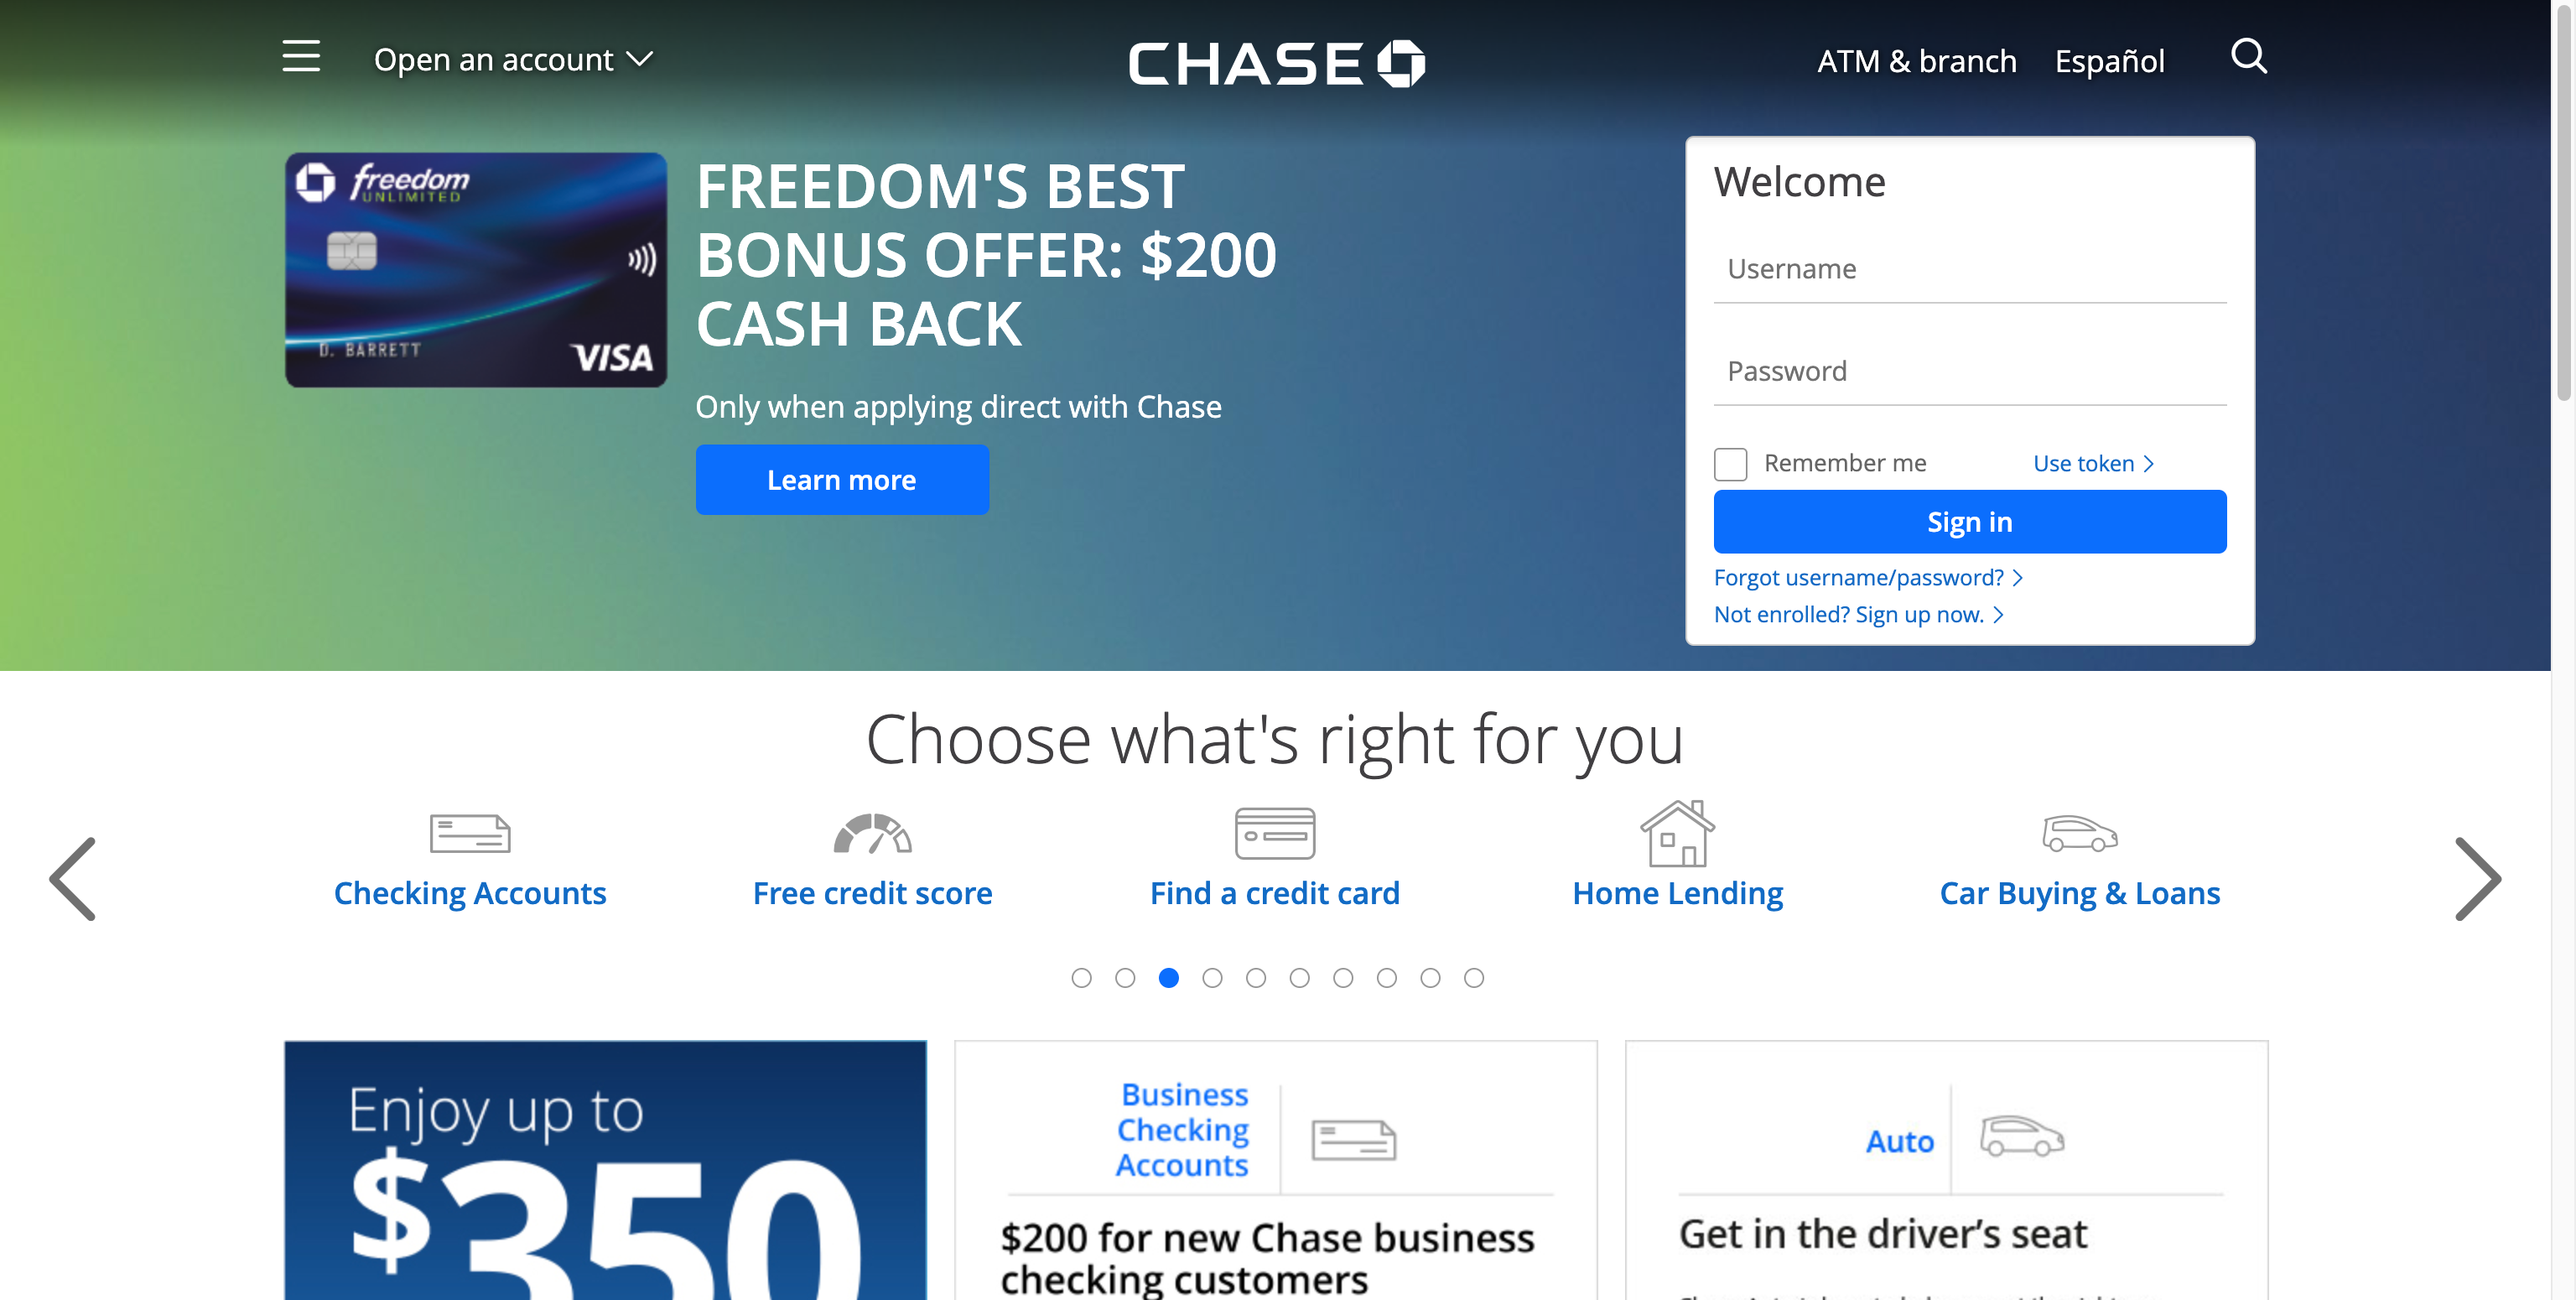 Open an account
CHASE
ATM & branch
Español
freedom
UNLIMITED
D. BARRETT
VISA
FREEDOM'S BEST
BONUS OFFER: $200
CASH BACK
Only when applying direct with Chase
Learn more
Welcome
Username
Password
Remember me
Use token
Sign in
Forgot username/password?
Not enrolled? Sign up now.
Choose what's right for you
Checking Accounts
Free credit score
Find a credit card
Home Lending
Car Buying & Loans
Enjoy up to
$350
Business
Checking
Accounts
$200 for new Chase business
checking customers
Auto
Get in the driver’s seat